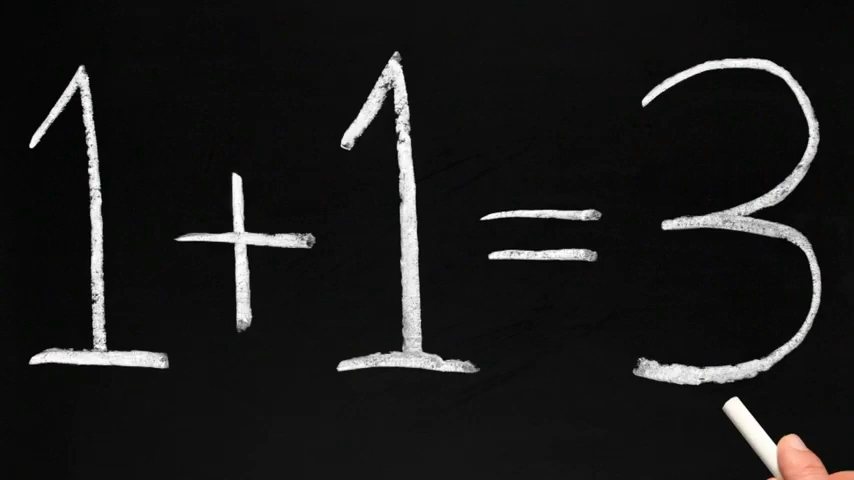 1 + 1 = 3